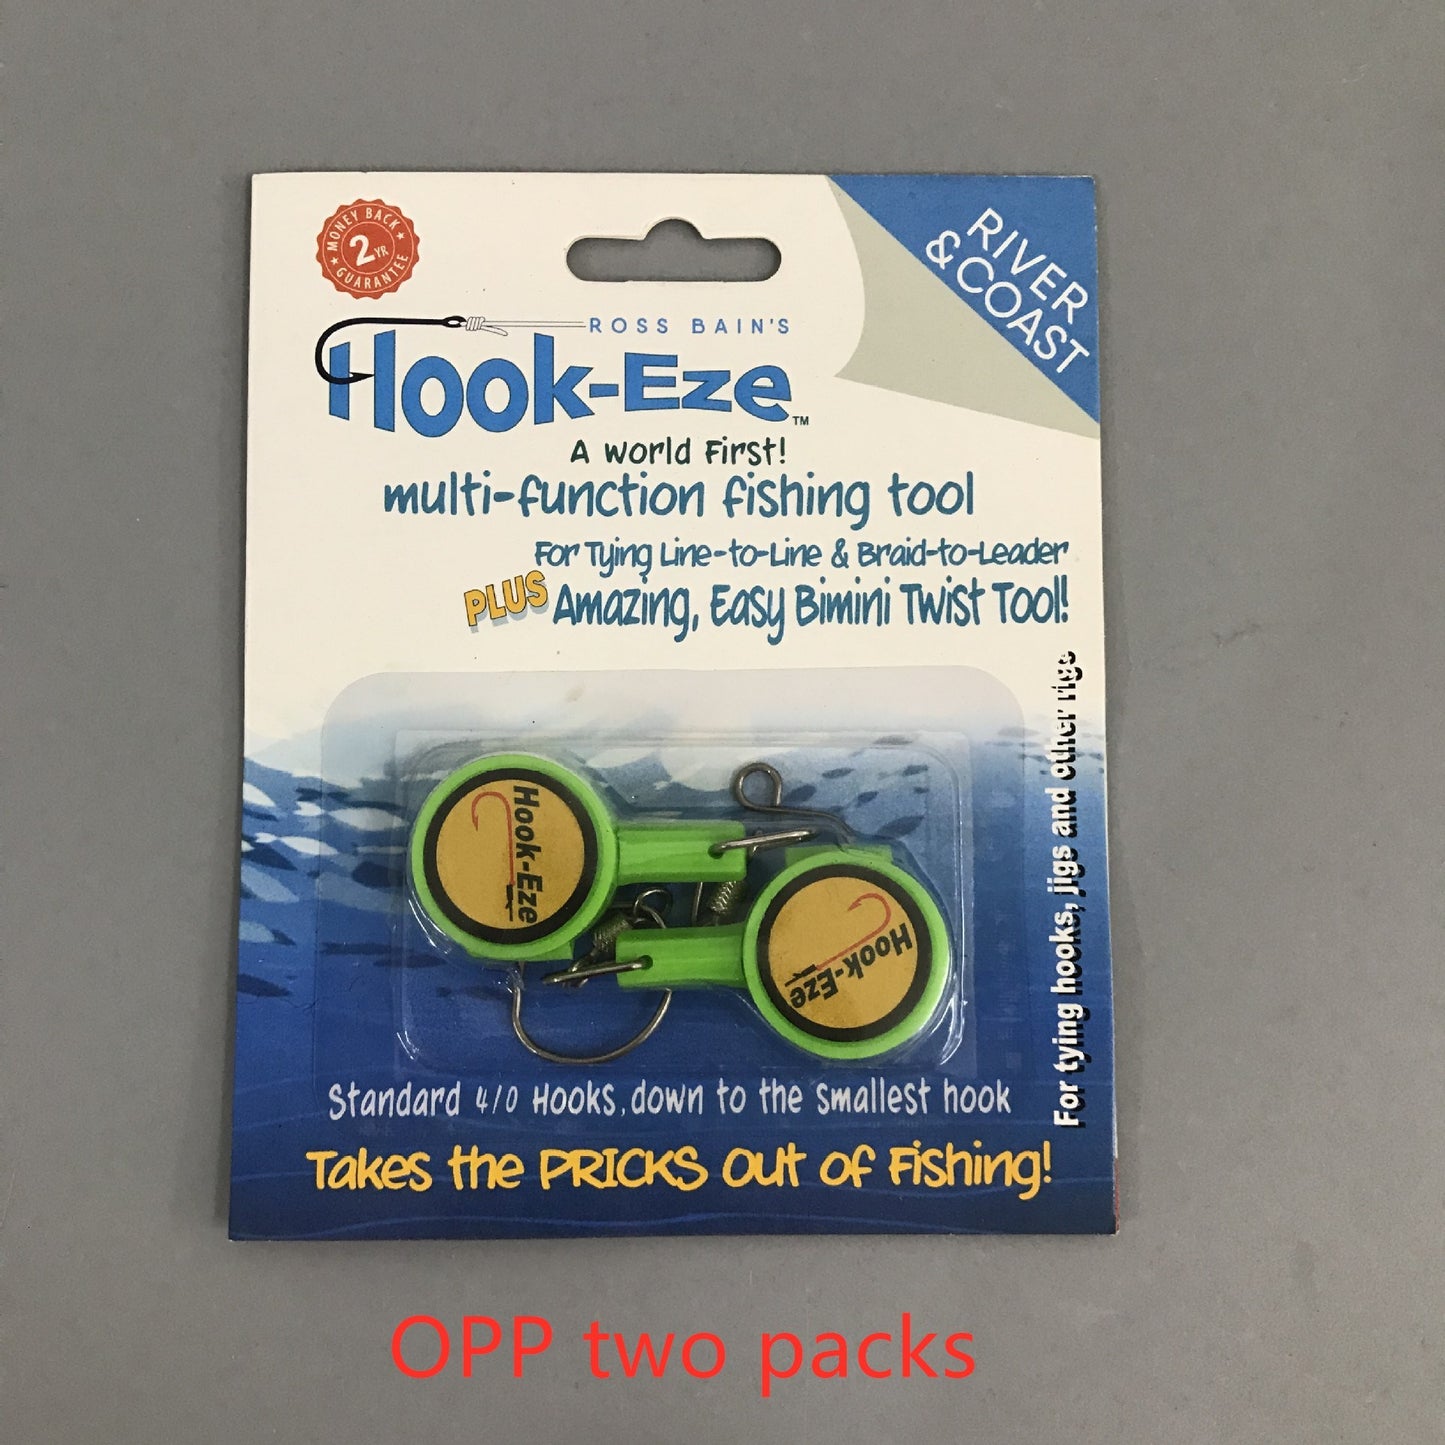 MONEY BACK
2 YR
GUARANTEE
RIVER
& COAST
ROSS BAIN'S
Hook-Eze™
A World First!
multi-function fishing tool
For Tying Line-to-Line & Braid-to-Leader
PLUS Amazing, Easy Bimini Twist Tool!
For tying hooks, jigs and other rigs
Hook-Eze
Hook-Eze
Standard 4/0 Hooks, down to the smallest hook
Takes the PRICKS Out of Fishing!
OPP two packs